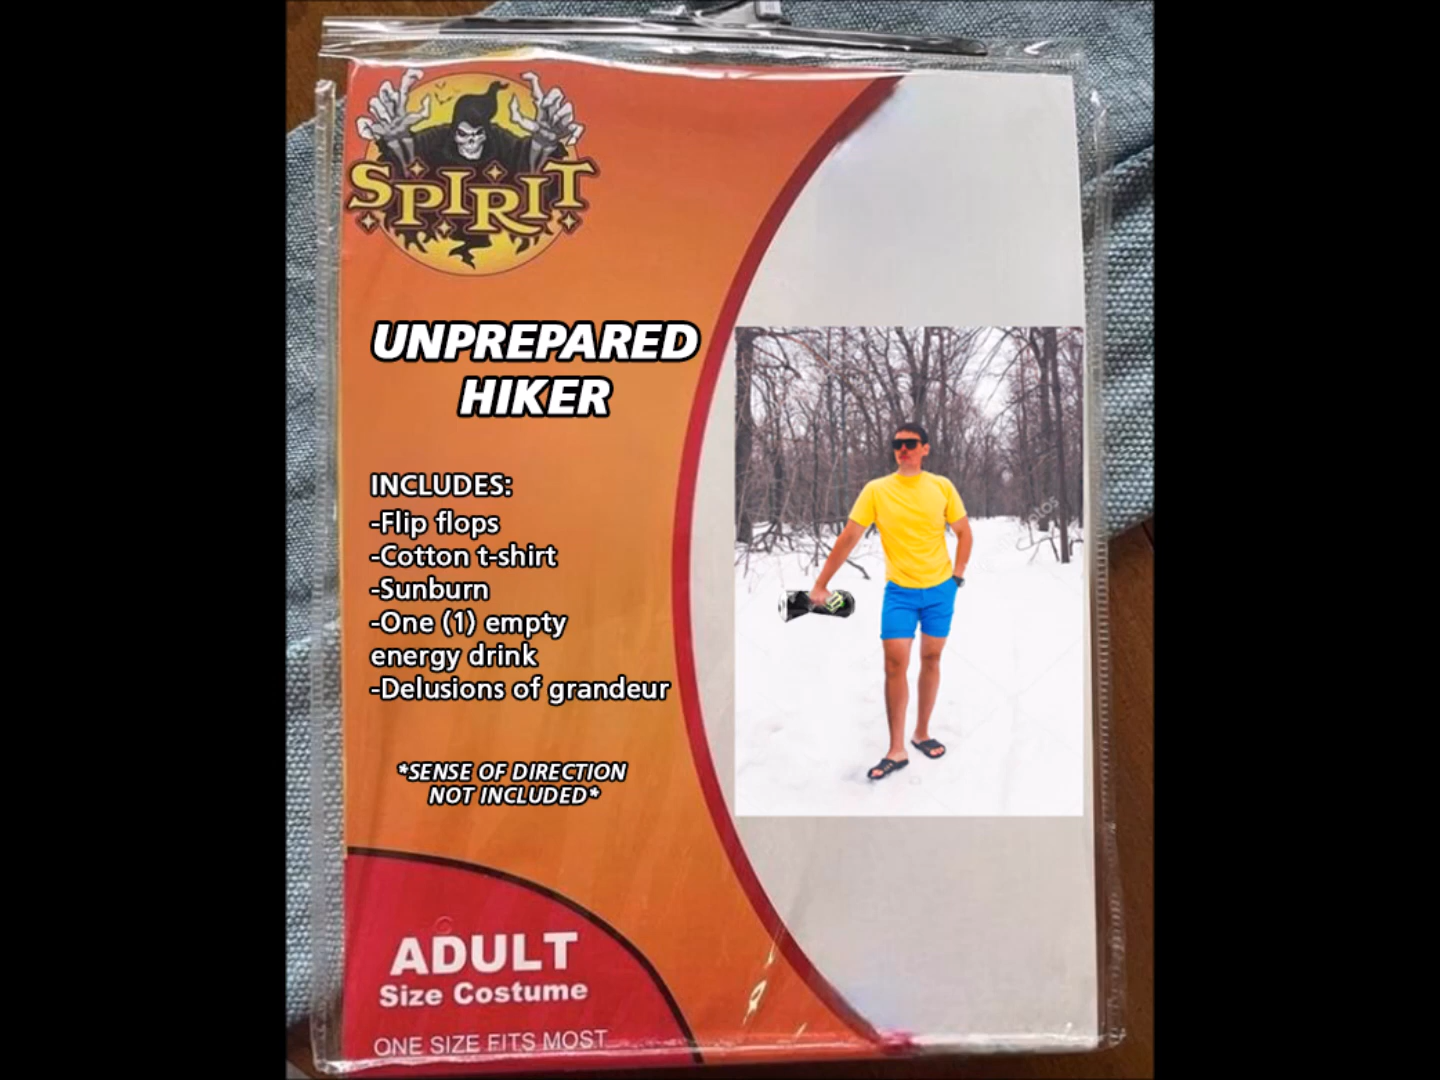 SPIRIT
UNPREPARED
HIKER
INCLUDES:
-Flip flops
-Cotton t-shirt
-Sunburn
-One (1) empty
energy drink
-Delusions of grandeur
*SENSE OF DIRECTION
NOT INCLUDED*
ADULT
Size Costume
ONE SIZE FITS MOST